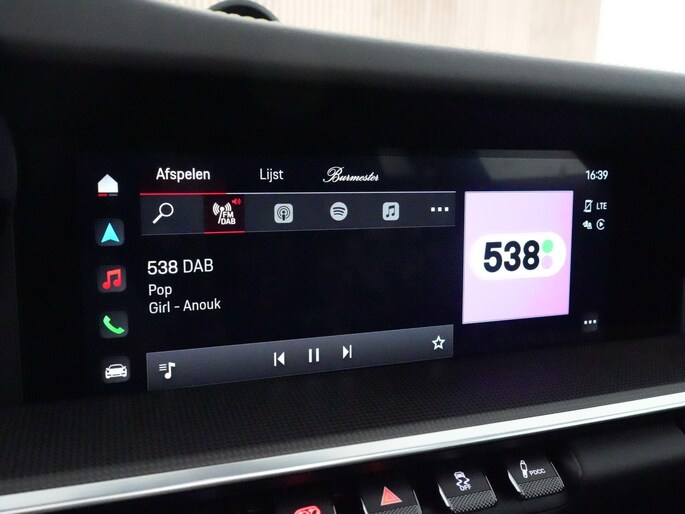 Afspelen Lijst Burmester 16:39
FM
DAB
LTE
538 DAB
Pop
Girl - Anouk
538
OFF
PDCC